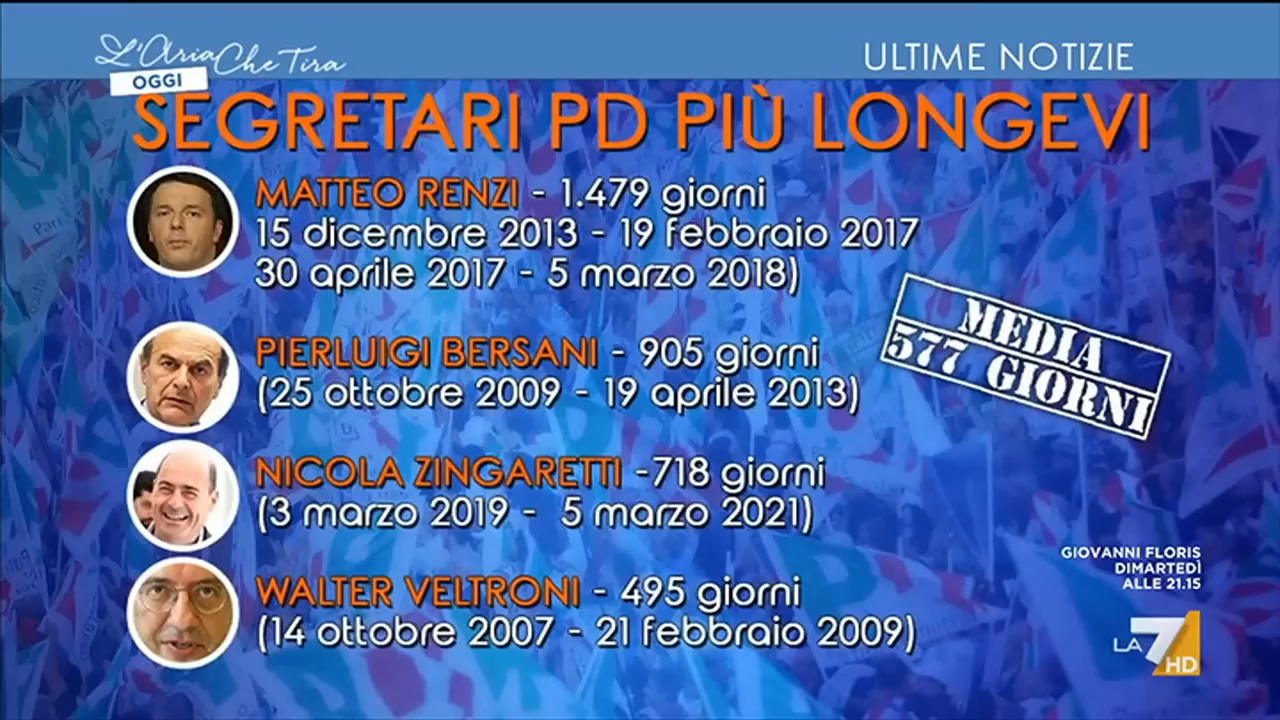 L'Aria Che Tira
OGGI
ULTIME NOTIZIE
SEGRETARI PD PIÙ LONGEVI
MATTEO RENZI - 1.479 giorni
15 dicembre 2013 - 19 febbraio 2017
30 aprile 2017 - 5 marzo 2018)
MEDIA
577 GIORNI
PIERLUIGI BERSANI - 905 giorni
(25 ottobre 2009 - 19 aprile 2013)
NICOLA ZINGARETTI -718 giorni
(3 marzo 2019 - 5 marzo 2021)
WALTER VELTRONI - 495 giorni
(14 ottobre 2007 - 21 febbraio 2009)
GIOVANNI FLORIS
DIMARTEDÌ
ALLE 21.15
LA 7 HD